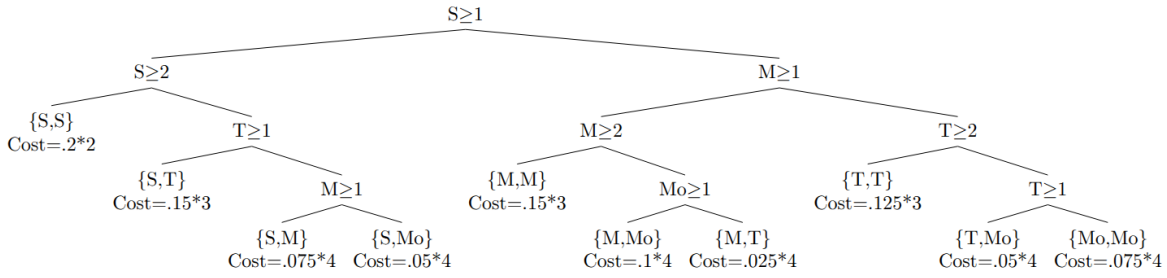 S≥1
S≥2 M≥1
{S,S} Cost=.2*2
T≥1 M≥2 T≥2
{S,T} Cost=.15*3
M≥1
{M,M} Cost=.15*3
Mo≥1
{T,T} Cost=.125*3
T≥1
{S,M} Cost=.075*4
{S,Mo} Cost=.05*4
{M,Mo} Cost=.1*4
{M,T} Cost=.025*4
{T,Mo} Cost=.05*4
{Mo,Mo} Cost=.075*4